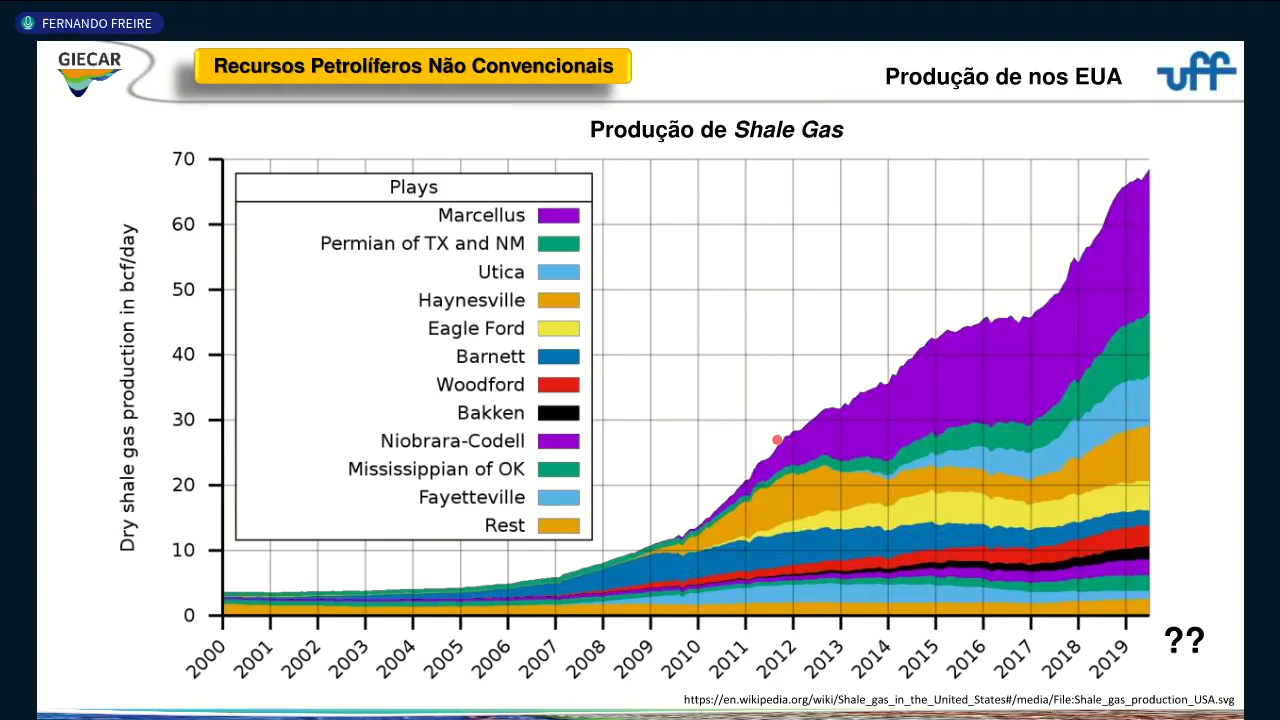 FERNANDO FREIRE
GIECAR
Recursos Petrolíferos Não Convencionais
Produção de nos EUA
uff
Produção de Shale Gas
Dry shale gas production in bcf/day
70
60
50
40
30
20
10
0
Plays
Marcellus
Permian of TX and NM
Utica
Haynesville
Eagle Ford
Barnett
Woodford
Bakken
Niobrara-Codell
Mississippian of OK
Fayetteville
Rest
2000
2001
2002
2003
2004
2005
2006
2007
2008
2009
2010
2011
2012
2013
2014
2015
2016
2017
2018
2019
??
https://en.wikipedia.org/wiki/Shale_gas_in_the_United_States#/media/File:Shale_gas_production_USA.svg